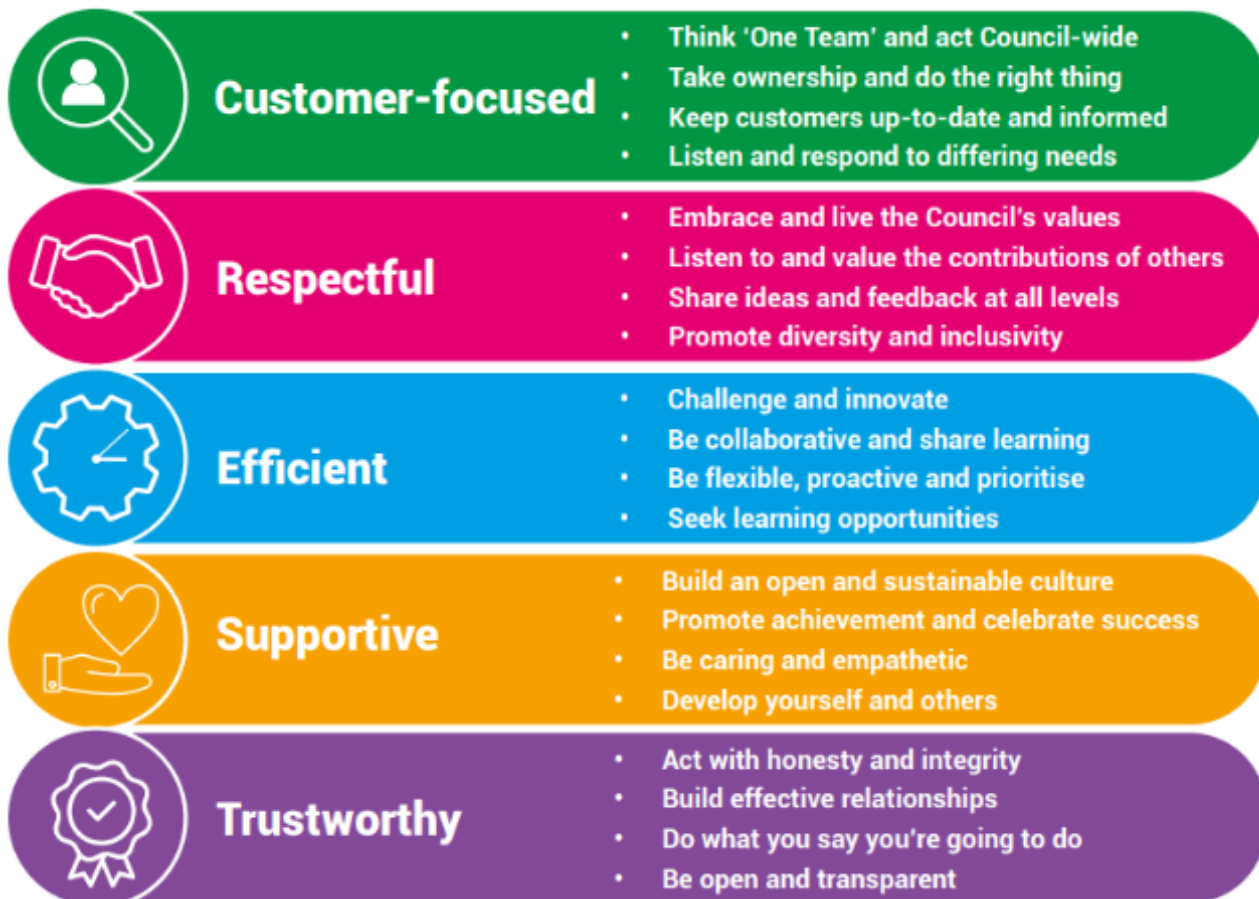 Customer-focused
• Think ‘One Team’ and act Council-wide
• Take ownership and do the right thing
• Keep customers up-to-date and informed
• Listen and respond to differing needs
Respectful
• Embrace and live the Council’s values
• Listen to and value the contributions of others
• Share ideas and feedback at all levels
• Promote diversity and inclusivity
Efficient
• Challenge and innovate
• Be collaborative and share learning
• Be flexible, proactive and prioritise
• Seek learning opportunities
Supportive
• Build an open and sustainable culture
• Promote achievement and celebrate success
• Be caring and empathetic
• Develop yourself and others
Trustworthy
• Act with honesty and integrity
• Build effective relationships
• Do what you say you’re going to do
• Be open and transparent